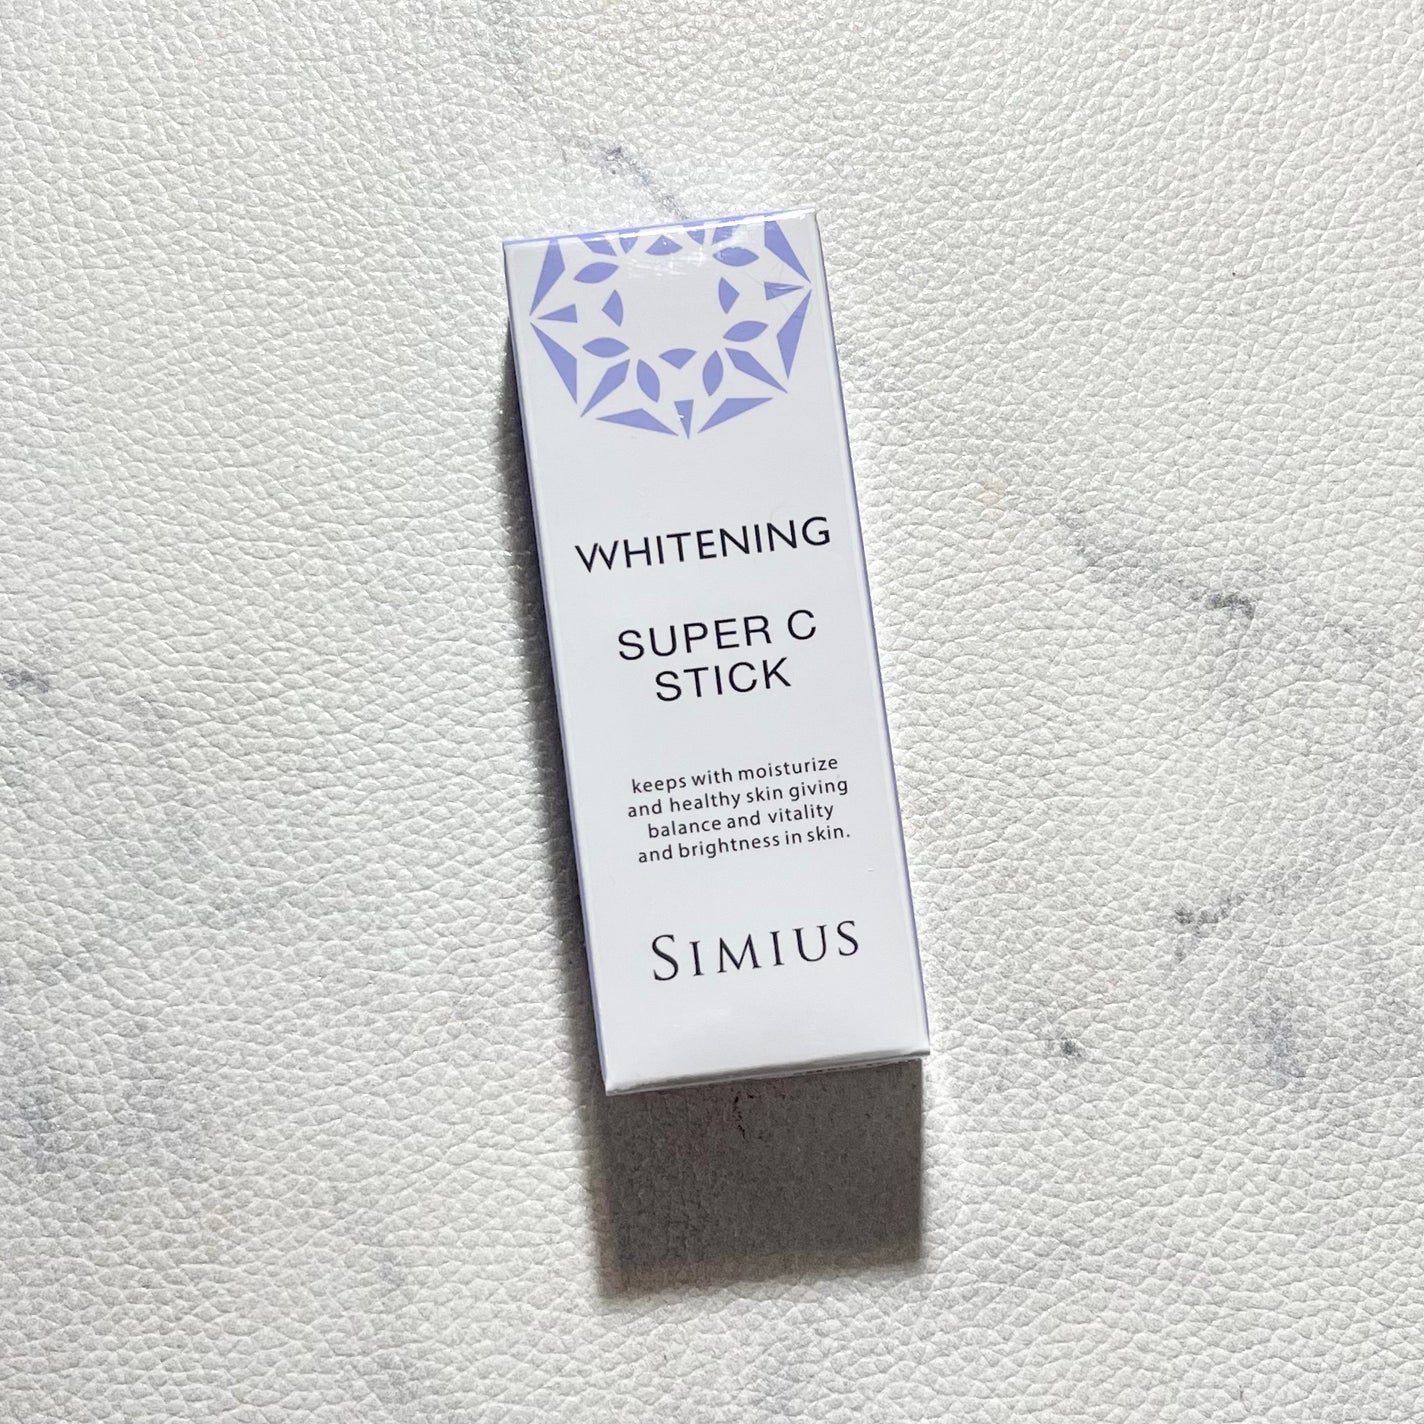 WHITENING
SUPER C
STICK
keeps with moisturize
and healthy skin giving
balance and vitality
and brightness in skin.
SIMIUS